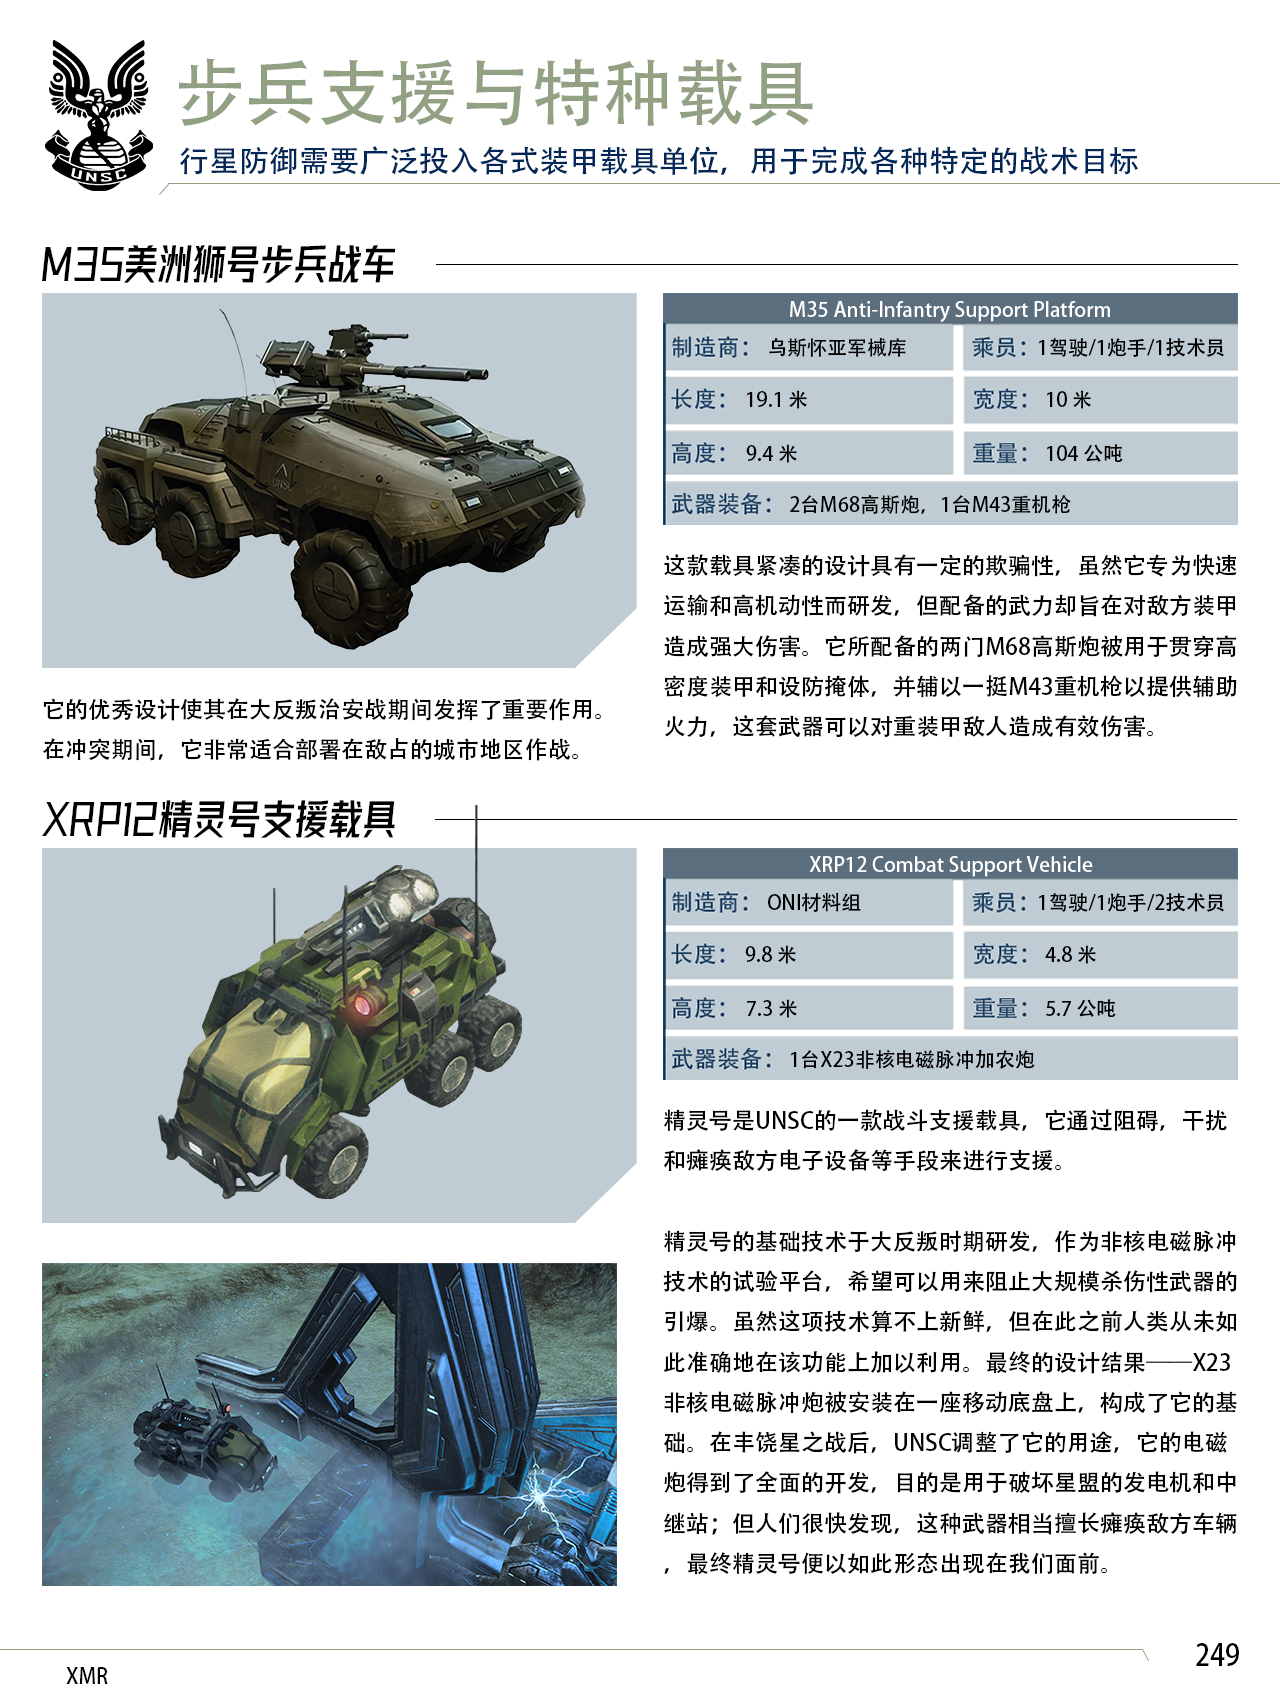 步兵支援与特种载具
UNSC
行星防御需要广泛投入各式装甲载具单位，用于完成各种特定的战术目标
M35美洲狮号步兵战车
UNSC
M35 Anti-Infantry Support Platform
制造商： 乌斯怀亚军械库
乘员：1驾驶/1炮手/1技术员
长度： 19.1 米
宽度： 10 米
高度： 9.4 米
重量： 104 公吨
武器装备： 2台M68高斯炮，1台M43重机枪
这款载具紧凑的设计具有一定的欺骗性，虽然它专为快速
运输和高机动性而研发，但配备的武力却旨在对敌方装甲
造成强大伤害。它所配备的两门M68高斯炮被用于贯穿高
密度装甲和设防掩体，并辅以一挺M43重机枪以提供辅助
火力，这套武器可以对重装甲敌人造成有效伤害。
它的优秀设计使其在大反叛治安战期间发挥了重要作用。
在冲突期间，它非常适合部署在敌占的城市地区作战。
XRP12精灵号支援载具
XRP12 Combat Support Vehicle
制造商： ONI材料组
乘员：1驾驶/1炮手/2技术员
长度： 9.8 米
宽度： 4.8 米
高度： 7.3 米
重量： 5.7 公吨
武器装备： 1台X23非核电磁脉冲加农炮
精灵号是UNSC的一款战斗支援载具，它通过阻碍，干扰
和瘫痪敌方电子设备等手段来进行支援。
精灵号的基础技术于大反叛时期研发，作为非核电磁脉冲
技术的试验平台，希望可以用来阻止大规模杀伤性武器的
引爆。虽然这项技术算不上新鲜，但在此之前人类从未如
此准确地在该功能上加以利用。最终的设计结果——X23
非核电磁脉冲炮被安装在一座移动底盘上，构成了它的基
础。在丰饶星之战后，UNSC调整了它的用途，它的电磁
炮得到了全面的开发，目的是用于破坏星盟的发电机和中
继站；但人们很快发现，这种武器相当擅长瘫痪敌方车辆
，最终精灵号便以如此形态出现在我们面前。
XMR
249